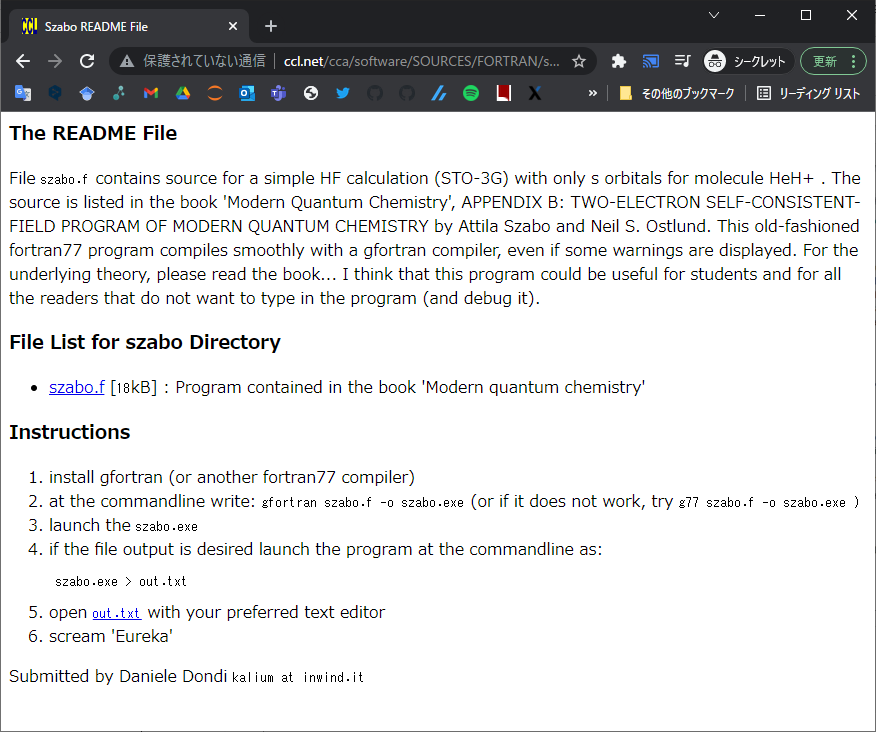 Szabo README File
保護されていない通信 ccl.net/cca/software/SOURCES/FORTRAN/s... シークレット 更新
その他のブックマーク リーディング リスト
The README File
File szabo.f contains source for a simple HF calculation (STO-3G) with only s orbitals for molecule HeH+ . The
source is listed in the book 'Modern Quantum Chemistry', APPENDIX B: TWO-ELECTRON SELF-CONSISTENT-
FIELD PROGRAM OF MODERN QUANTUM CHEMISTRY by Attila Szabo and Neil S. Ostlund. This old-fashioned
fortran77 program compiles smoothly with a gfortran compiler, even if some warnings are displayed. For the
underlying theory, please read the book... I think that this program could be useful for students and for all
the readers that do not want to type in the program (and debug it).
File List for szabo Directory
• szabo.f [18kB] : Program contained in the book 'Modern quantum chemistry'
Instructions
1. install gfortran (or another fortran77 compiler)
2. at the commandline write: gfortran szabo.f -o szabo.exe (or if it does not work, try g77 szabo.f -o szabo.exe )
3. launch the szabo.exe
4. if the file output is desired launch the program at the commandline as:
szabo.exe > out.txt
5. open out.txt with your preferred text editor
6. scream 'Eureka'
Submitted by Daniele Dondi kalium at inwind.it